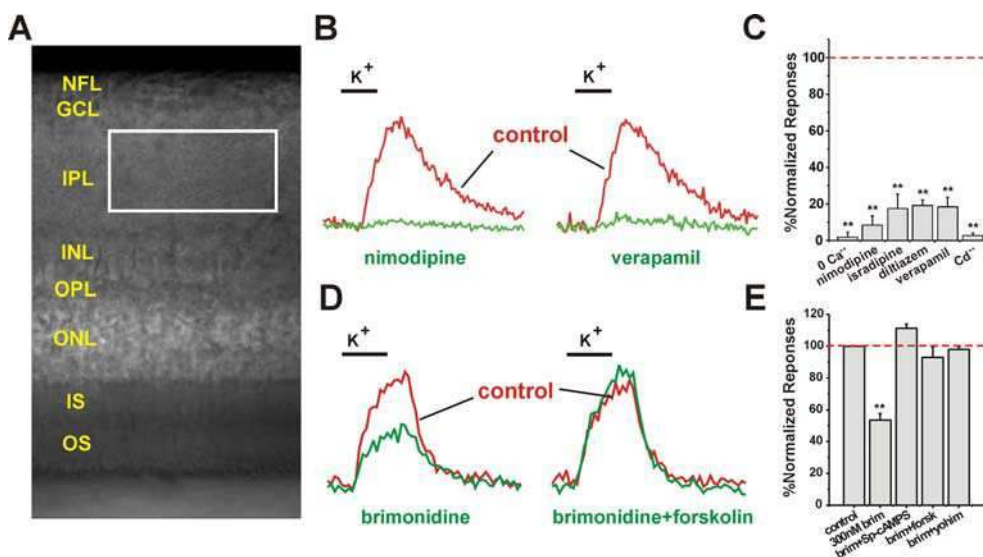 A
NFL
GCL
IPL
INL
OPL
ONL
IS
OS
B
K+
control
K+
nimodipine
verapamil
C
%Normalized Reponses
100
80
60
40
20
0
**
**
**
**
**
**
0 Ca++
nimodipine
isradipine
diltiazem
verapamil
Cd++
D
K+
control
K+
brimonidine
brimonidine+forskolin
E
%Normalized Reponses
120
100
80
60
40
20
0
**
control
300nM brim
brim+Sp-cAMPS
brim+forsk
brim+yohim